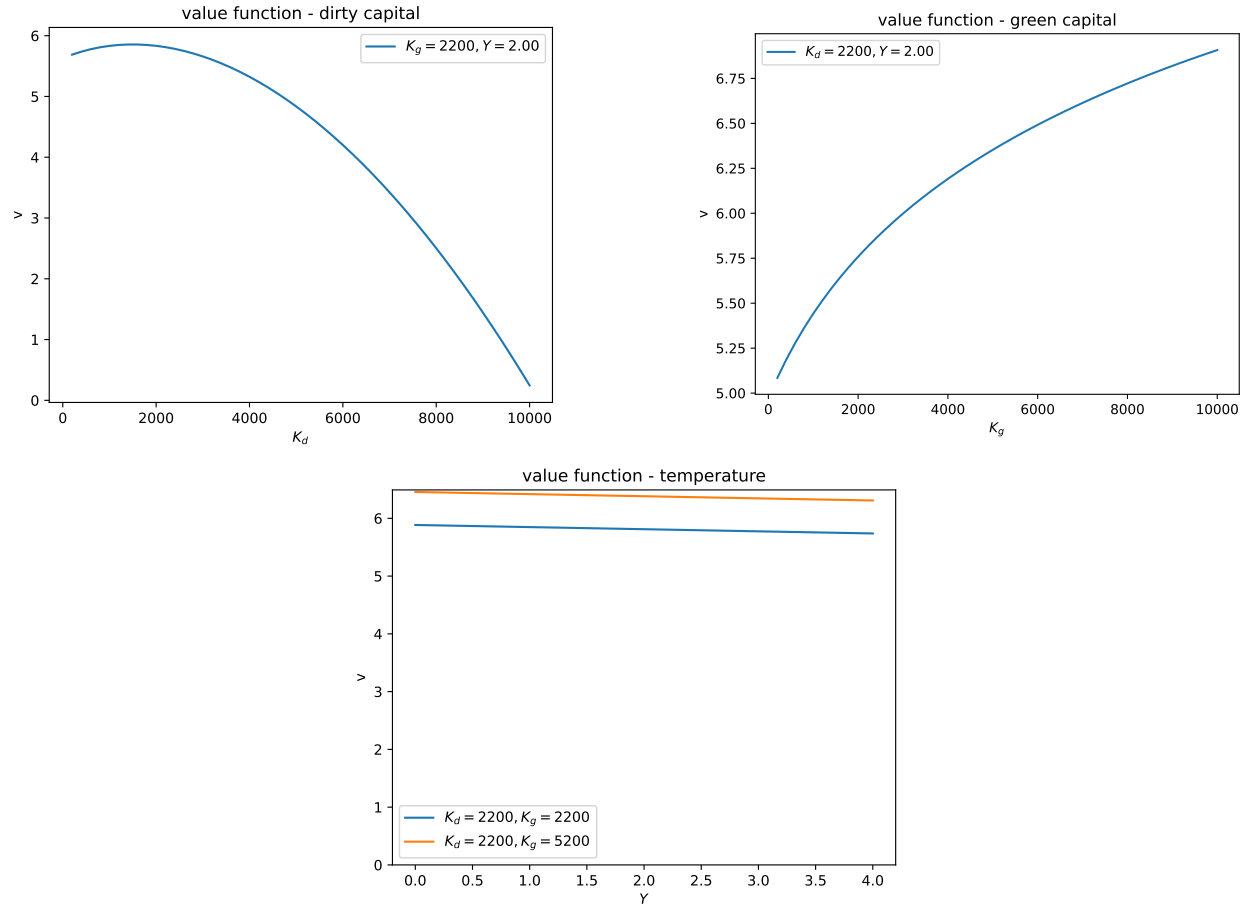 value function - dirty capital
K_d
v
0 2000 4000 6000 8000 10000
0
1
2
3
4
5
6
K_g = 2200, Y = 2.00
value function - green capital
K_g
v
0 2000 4000 6000 8000 10000
5.00
5.25
5.50
5.75
6.00
6.25
6.50
6.75
K_d = 2200, Y = 2.00
value function - temperature
Y
v
0.0 0.5 1.0 1.5 2.0 2.5 3.0 3.5 4.0
0
1
2
3
4
5
6
K_d = 2200, K_g = 2200
K_d = 2200, K_g = 5200